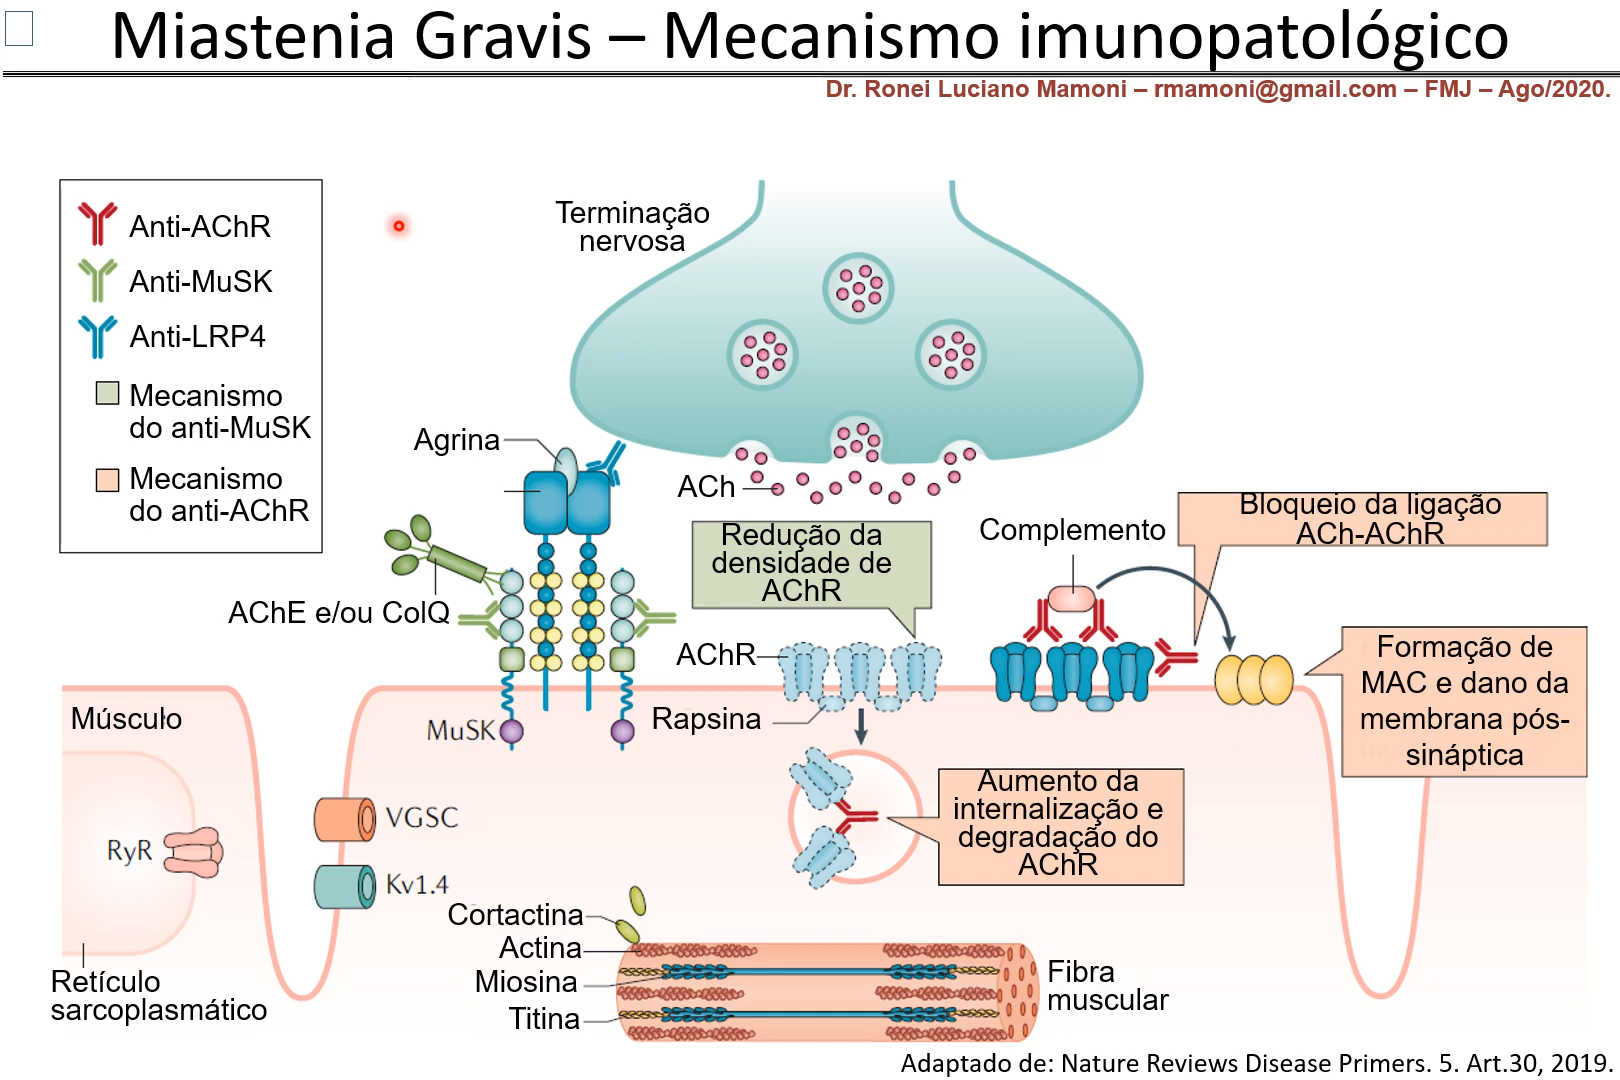 Miastenia Gravis – Mecanismo imunopatológico
Dr. Ronei Luciano Mamoni – rmamoni@gmail.com – FMJ – Ago/2020.
Anti-AChR
Anti-MuSK
Anti-LRP4
Mecanismo
do anti-MuSK
Mecanismo
do anti-AChR
Terminação
nervosa
Agrina
ACh
AChE e/ou ColQ
Redução da
densidade de
AChR
Complemento
Bloqueio da ligação
ACh-AChR
AChR
Rapsina
MuSK
Formação de
MAC e dano da
membrana pós-
sináptica
Músculo
VGSC
RyR
Kv1.4
Aumento da
internalização e
degradação do
AChR
Cortactina
Actina
Miosina
Titina
Fibra
muscular
Retículo
sarcoplasmático
Adaptado de: Nature Reviews Disease Primers. 5. Art.30, 2019.